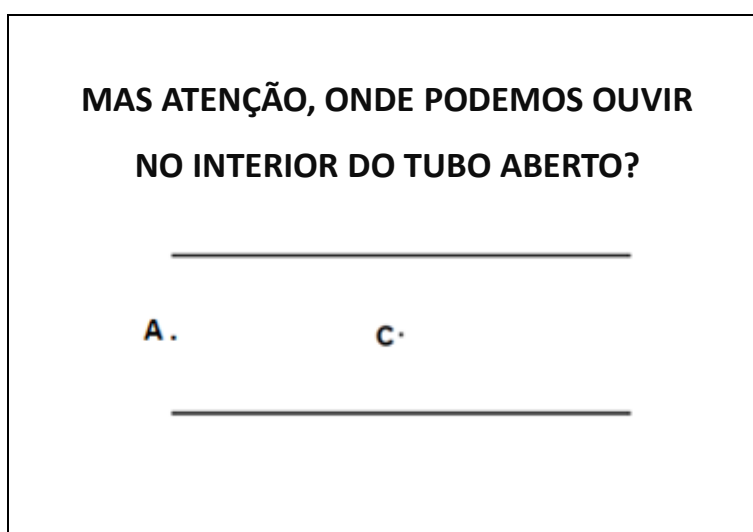 MAS ATENÇÃO, ONDE PODEMOS OUVIR
NO INTERIOR DO TUBO ABERTO?
A . C ·